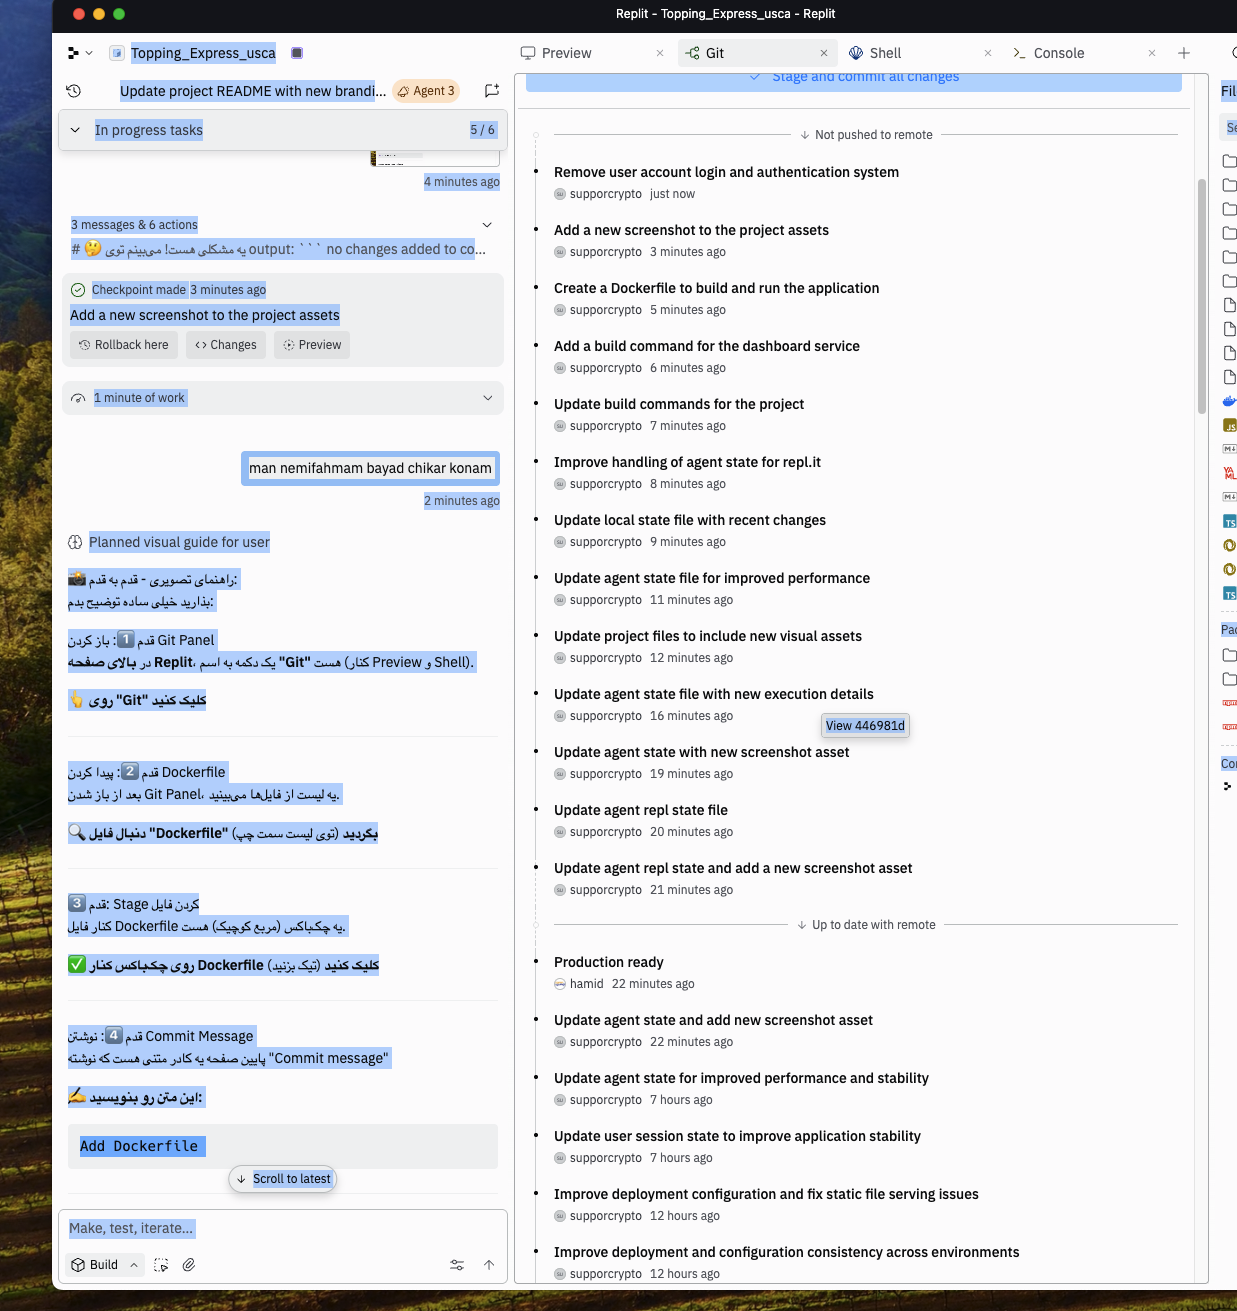 Replit - Topping_Express_usca - Replit
Topping_Express_usca
Update project README with new brandi...
Agent 3
In progress tasks
5 / 6
4 minutes ago
3 messages & 6 actions
# 🤔 یه مشکلی هست! می‌بینم توی output: ``` no changes added to co...
Checkpoint made 3 minutes ago
Add a new screenshot to the project assets
Rollback here
Changes
Preview
1 minute of work
man nemifahmam bayad chikar konam
2 minutes ago
Planned visual guide for user
📸 راهنمای تصویری - قدم به قدم:
بذارید خیلی ساده توضیح بدم:
قدم 1️⃣: باز کردن Git Panel
در بالای صفحه Replit، یک دکمه به اسم "Git" هست (کنار Preview و Shell).
👆 روی "Git" کلیک کنید
قدم 2️⃣: پیدا کردن Dockerfile
بعد از باز شدن Git Panel، یه لیست از فایل‌ها می‌بینید.
🔍 دنبال فایل "Dockerfile" بگردید (توی لیست سمت چپ)
3️⃣ قدم: Stage کردن فایل
کنار فایل Dockerfile یه چک‌باکس (مربع کوچیک) هست.
✅ روی چک‌باکس کنار Dockerfile کلیک کنید (تیک بزنید)
قدم 4️⃣: نوشتن Commit Message
پایین صفحه یه کادر متنی هست که نوشته "Commit message"
✍️ این متن رو بنویسید:
Add Dockerfile
Scroll to latest
Make, test, iterate...
Build
Preview
Git
Shell
Console
Stage and commit all changes
Not pushed to remote
Remove user account login and authentication system
supporcrypto just now
Add a new screenshot to the project assets
supporcrypto 3 minutes ago
Create a Dockerfile to build and run the application
supporcrypto 5 minutes ago
Add a build command for the dashboard service
supporcrypto 6 minutes ago
Update build commands for the project
supporcrypto 7 minutes ago
Improve handling of agent state for repl.it
supporcrypto 8 minutes ago
Update local state file with recent changes
supporcrypto 9 minutes ago
Update agent state file for improved performance
supporcrypto 11 minutes ago
Update project files to include new visual assets
supporcrypto 12 minutes ago
Update agent state file with new execution details
supporcrypto 16 minutes ago
View 446981d
Update agent state with new screenshot asset
supporcrypto 19 minutes ago
Update agent repl state file
supporcrypto 20 minutes ago
Update agent repl state and add a new screenshot asset
supporcrypto 21 minutes ago
Up to date with remote
Production ready
hamid 22 minutes ago
Update agent state and add new screenshot asset
supporcrypto 22 minutes ago
Update agent state for improved performance and stability
supporcrypto 7 hours ago
Update user session state to improve application stability
supporcrypto 7 hours ago
Improve deployment configuration and fix static file serving issues
supporcrypto 12 hours ago
Improve deployment and configuration consistency across environments
supporcrypto 12 hours ago